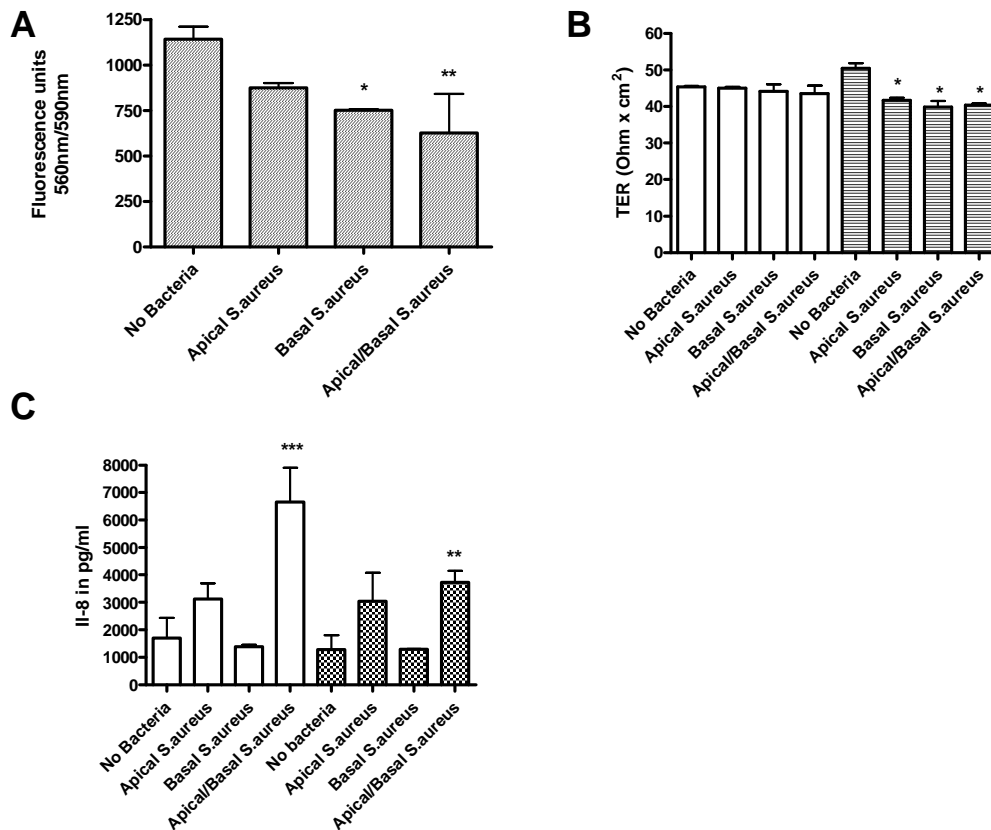 A
Fluorescence units
560nm/590nm
1250
1000
750
500
250
0
*
**
No Bacteria
Apical S.aureus
Basal S.aureus
Apical/Basal S.aureus
B
TER (Ohm x cm²)
60
50
40
30
20
10
0
*
*
*
No Bacteria
Apical S.aureus
Basal S.aureus
Apical/Basal S.aureus
No Bacteria
Apical S.aureus
Basal S.aureus
Apical/Basal S.aureus
C
Il-8 in pg/ml
8000
7000
6000
5000
4000
3000
2000
1000
0
***
**
No Bacteria
Apical S.aureus
Basal S.aureus
Apical/Basal S.aureus
No bacteria
Apical S.aureus
Basal S.aureus
Apical/Basal S.aureus